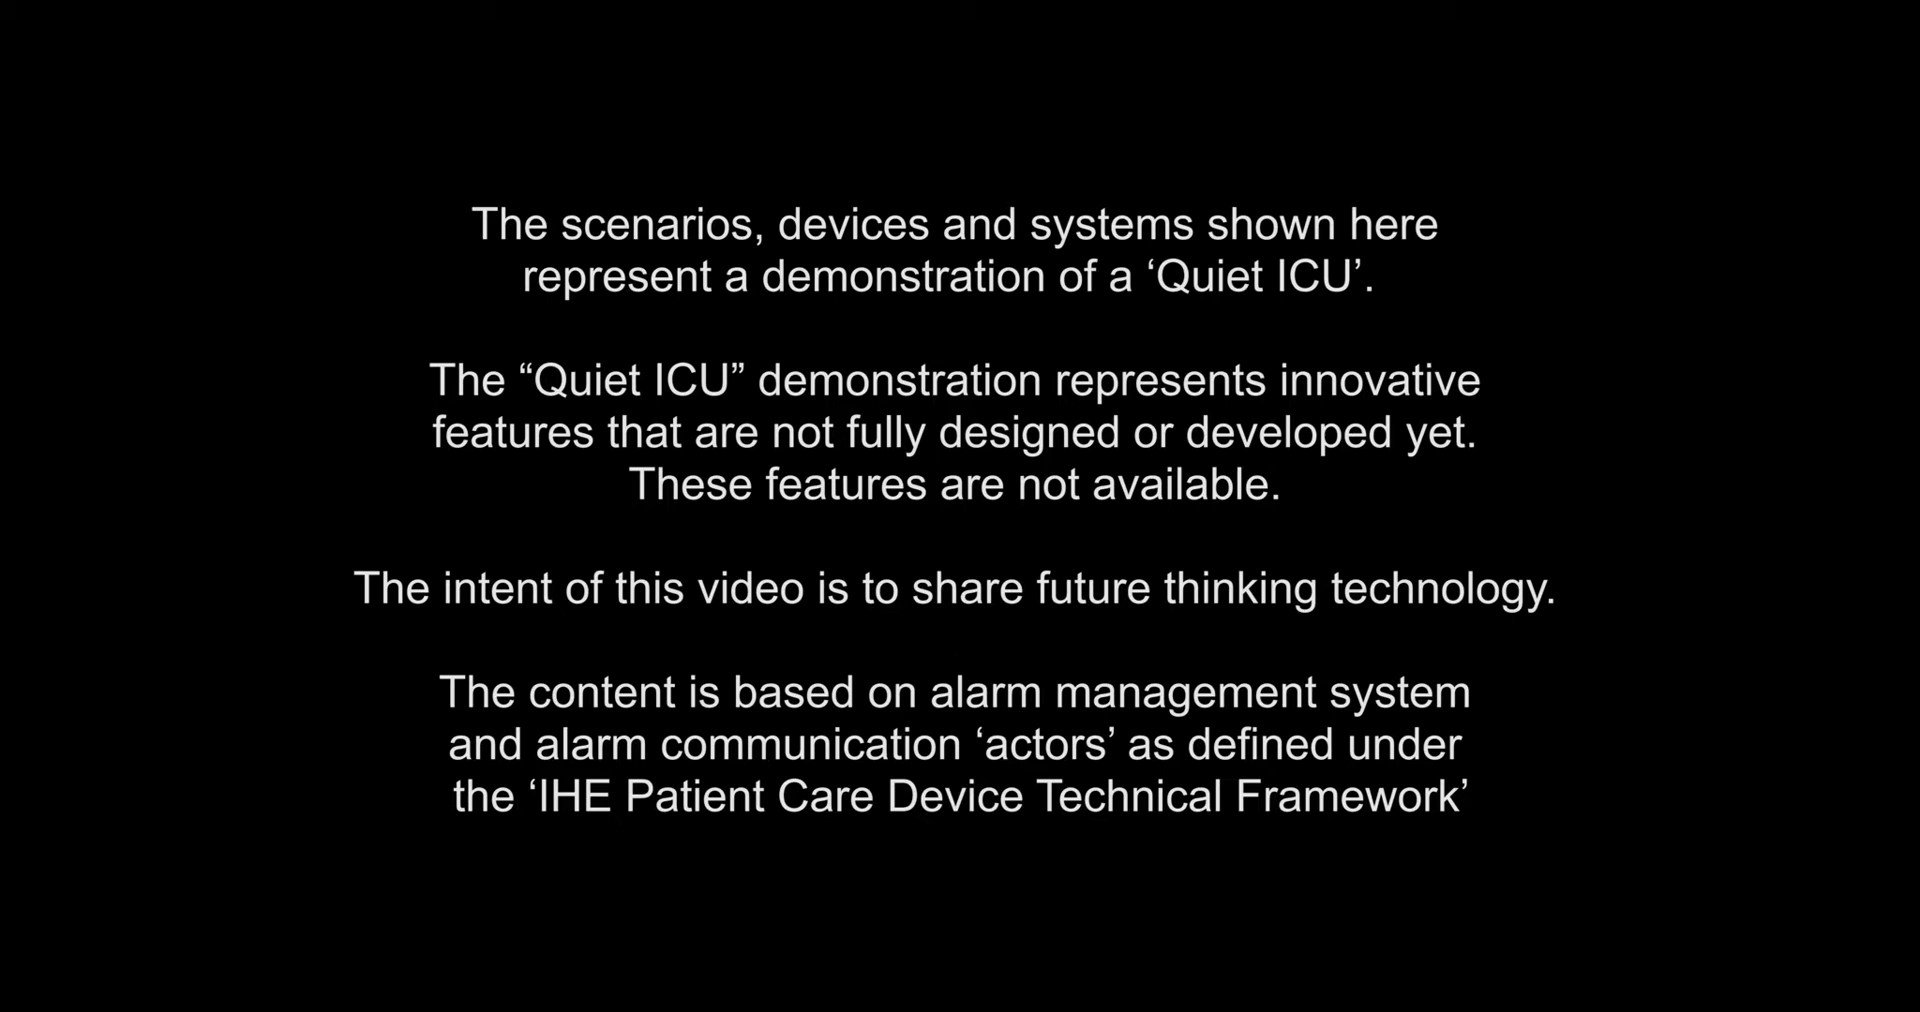 The scenarios, devices and systems shown here
represent a demonstration of a ‘Quiet ICU’.
The “Quiet ICU” demonstration represents innovative
features that are not fully designed or developed yet.
These features are not available.
The intent of this video is to share future thinking technology.
The content is based on alarm management system
and alarm communication ‘actors’ as defined under
the ‘IHE Patient Care Device Technical Framework’